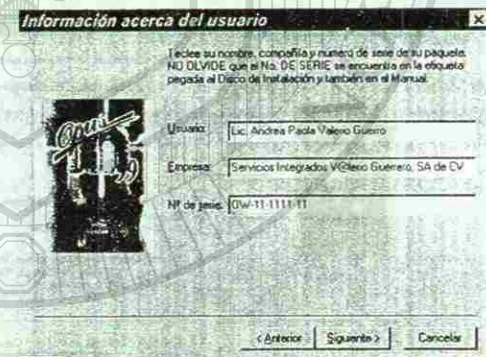 Información acerca del usuario
Teclee su nombre, compañía y numero de serie de su paquete.
NO OLVIDE que el No. DE SERIE se encuentra en la etiqueta
pegada al Disco de Instalación y también en el Manual.
Usuario: Lic. Andrea Paola Valerio Guerro
Empresa: Servicios Integrados V@lerio Guerrero, SA de CV
Nº de serie: OW-11-1111-11
< Anterior
Siguiente >
Cancelar